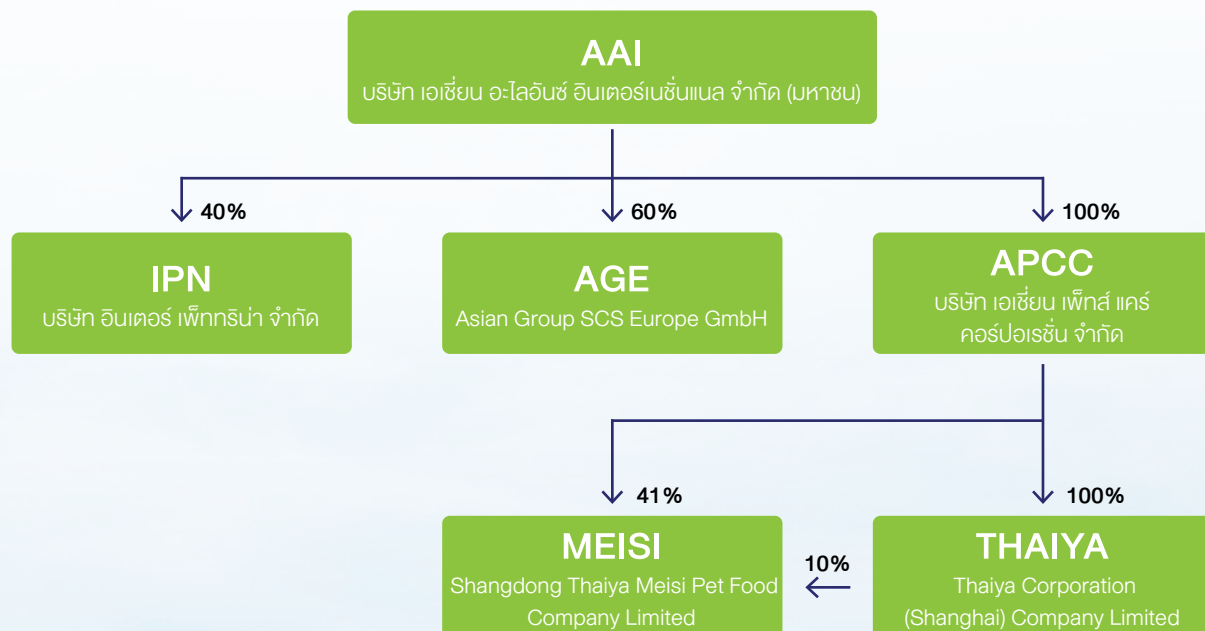 AAI
บริษัท เอเชี่ยน อะไลอันซ์ อินเตอร์เนชั่นแนล จำกัด (มหาชน)
40%
60%
100%
IPN
บริษัท อินเตอร์ เพ็ททริน่า จำกัด
AGE
Asian Group SCS Europe GmbH
APCC
บริษัท เอเชี่ยน เพ็ทส์ แคร์
คอร์ปอเรชั่น จำกัด
41%
100%
MEISI
Shangdong Thaiya Meisi Pet Food
Company Limited
10%
THAIYA
Thaiya Corporation
(Shanghai) Company Limited